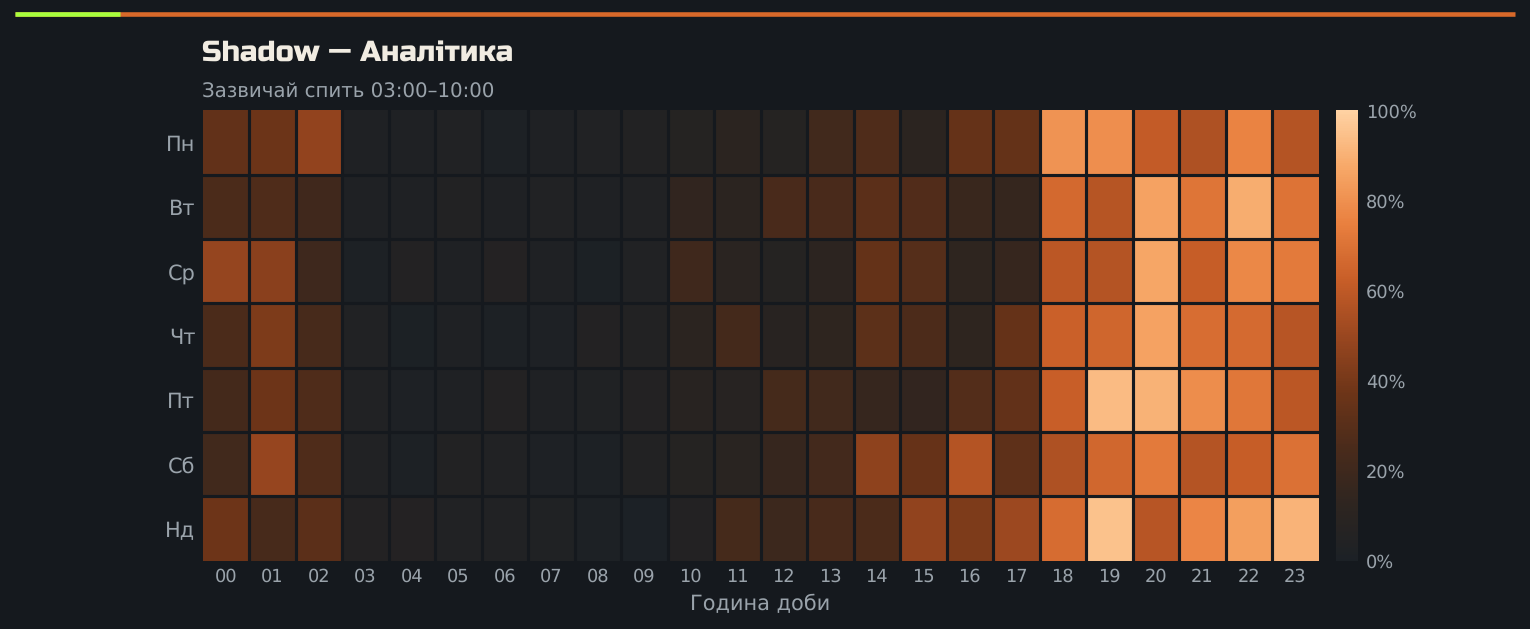 Shadow — Аналітика
Зазвичай спить 03:00–10:00
100%
Пн
80%
Вт
Ср
60%
Чт
40%
Пт
Сб
20%
Нд
0%
00 01 02 03 04 05 06 07 08 09 10 11 12 13 14 15 16 17 18 19 20 21 22 23
Година доби